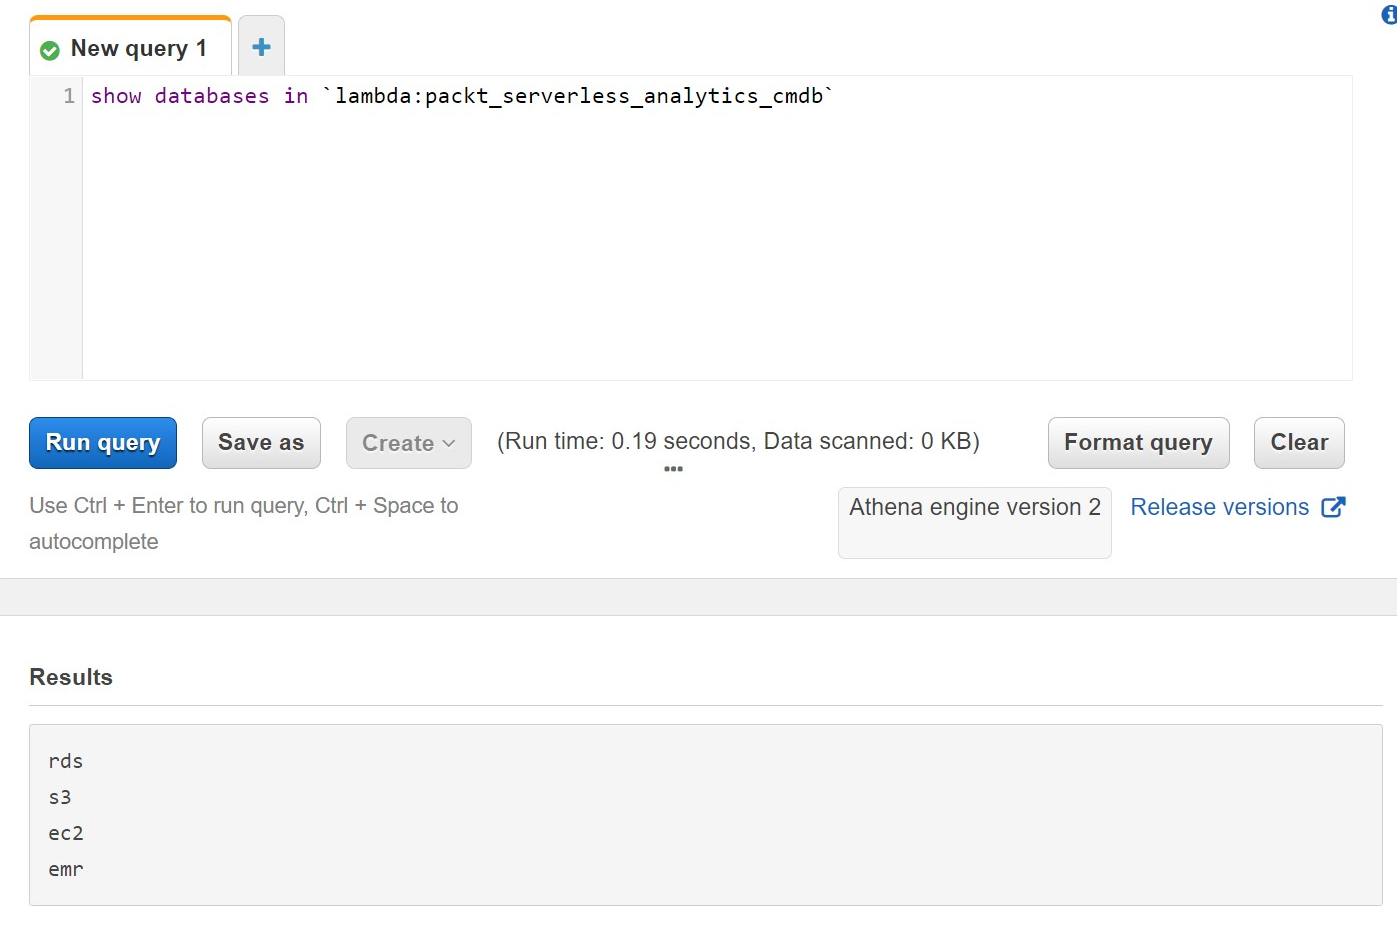 New query 1
1 show databases in `lambda:packt_serverless_analytics_cmdb`
Run query Save as Create (Run time: 0.19 seconds, Data scanned: 0 KB) Format query Clear
Use Ctrl + Enter to run query, Ctrl + Space to
autocomplete
Athena engine version 2 Release versions
Results
rds
s3
ec2
emr